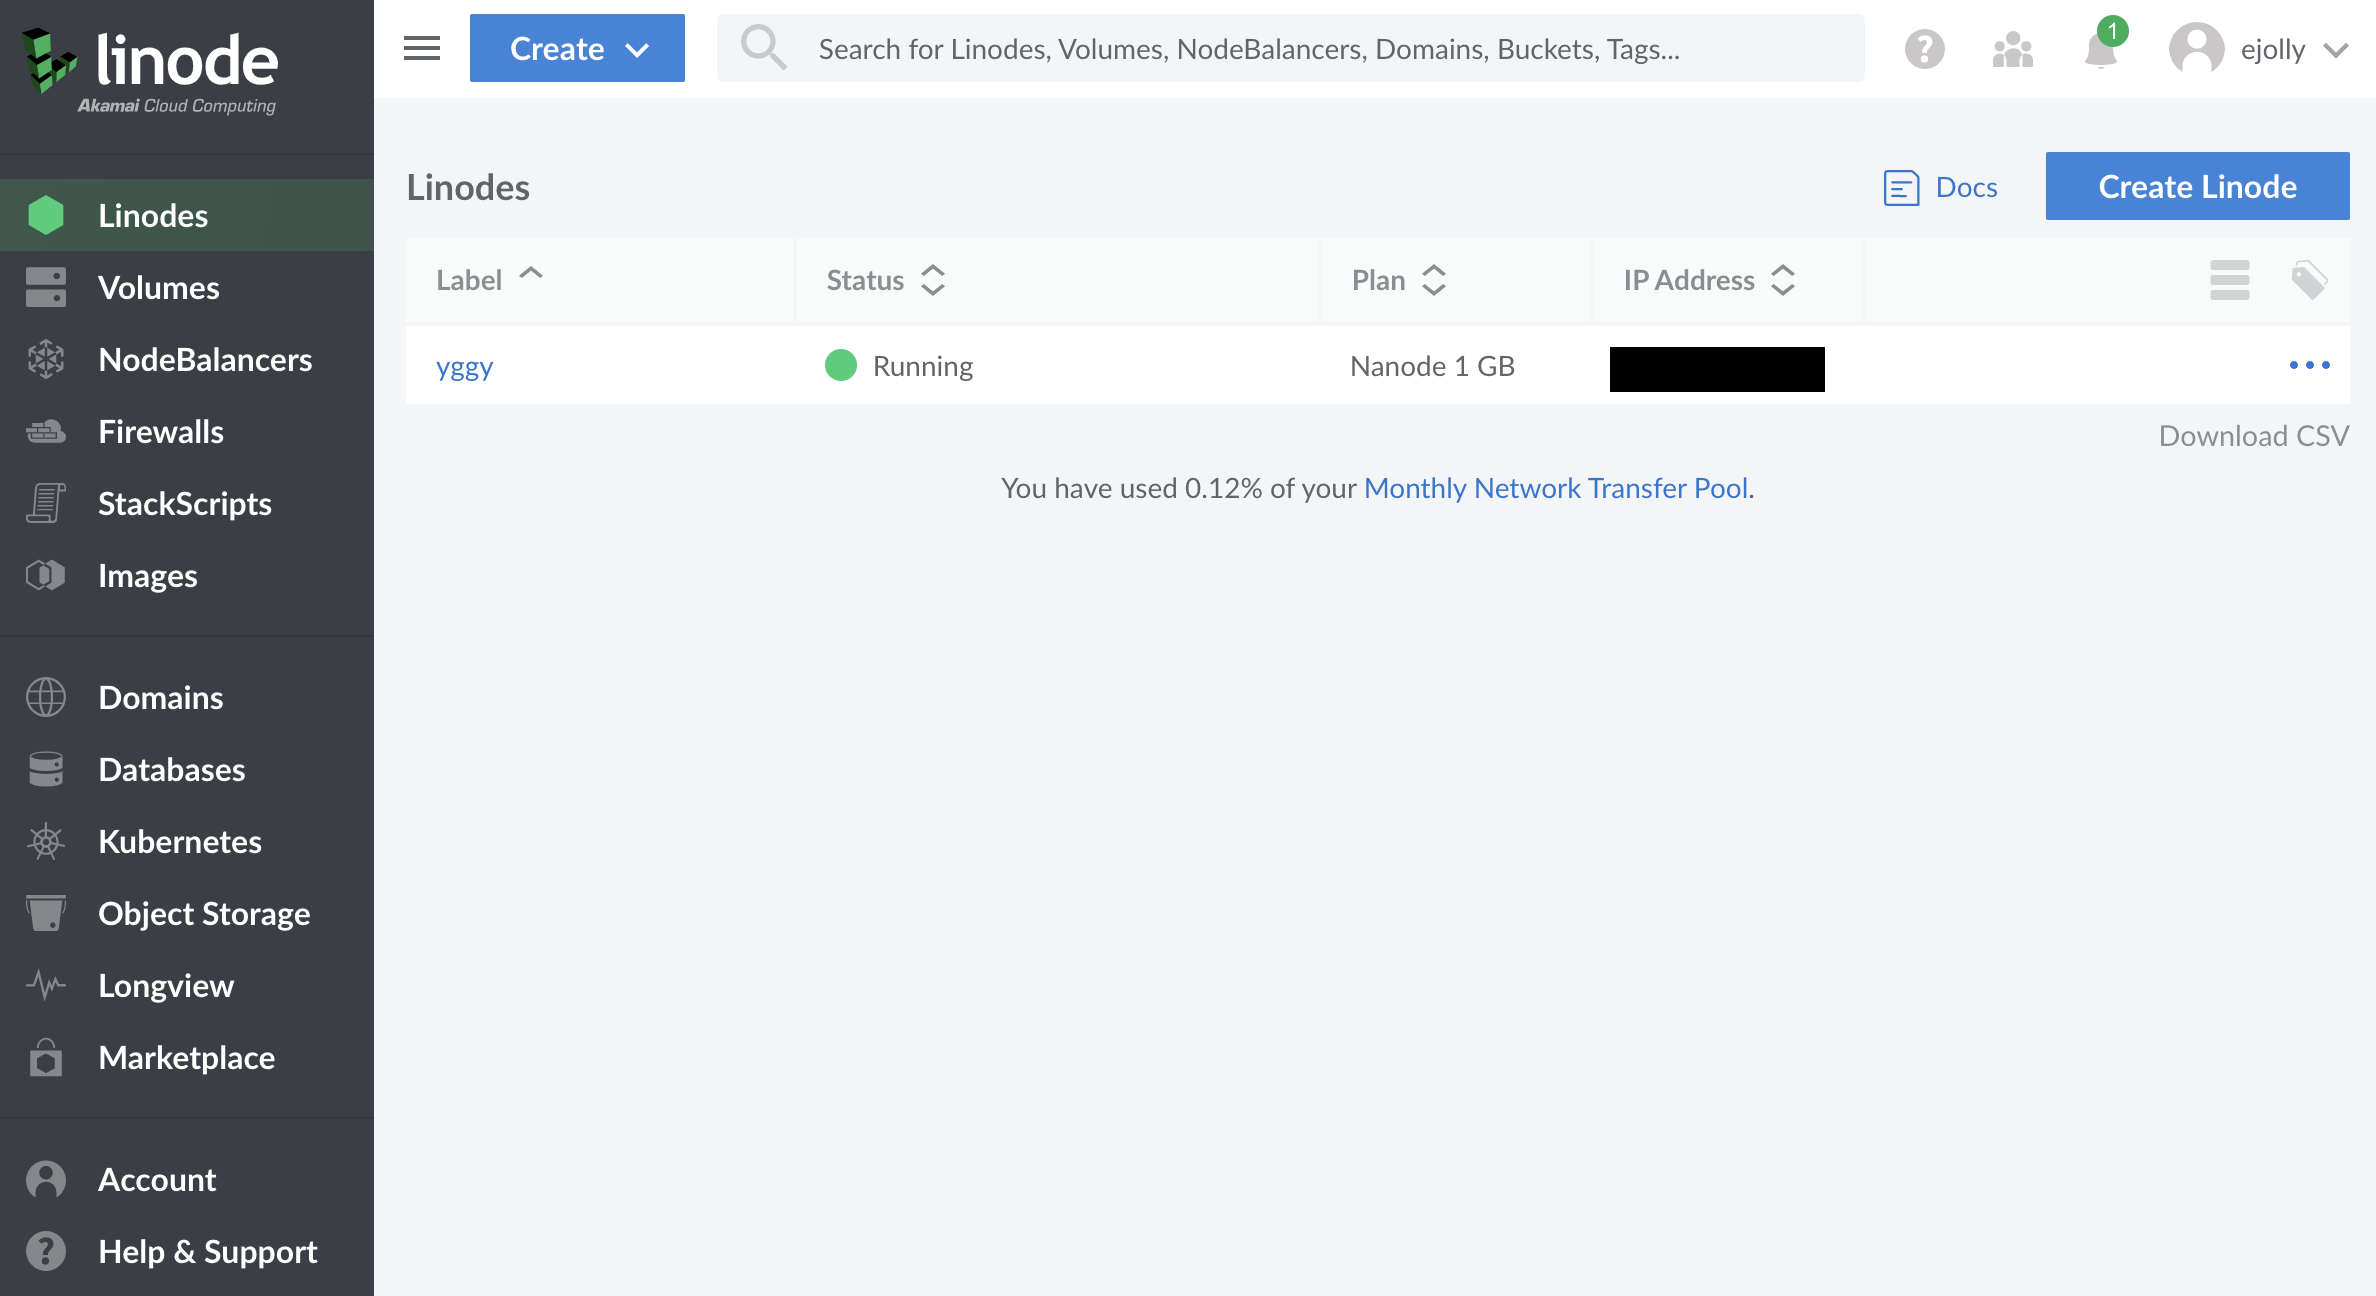 linode
Akamai Cloud Computing
Create
Search for Linodes, Volumes, NodeBalancers, Domains, Buckets, Tags...
1
ejolly
Linodes
Volumes
NodeBalancers
Firewalls
StackScripts
Images
Domains
Databases
Kubernetes
Object Storage
Longview
Marketplace
Account
Help & Support
Linodes
Docs
Create Linode
Label Status Plan IP Address
yggy Running Nanode 1 GB
Download CSV
You have used 0.12% of your Monthly Network Transfer Pool.